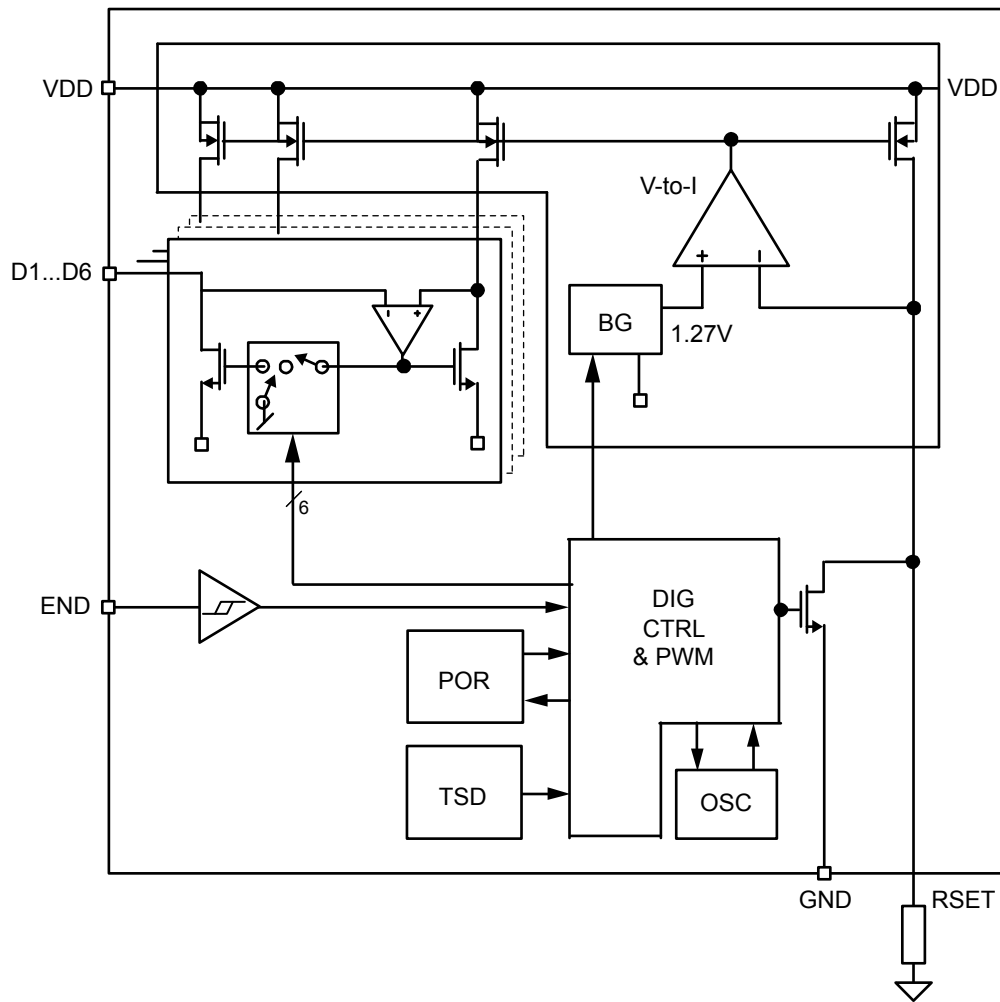 VDD
VDD
V-to-I
+
−
D1...D6
-
+
BG
1.27V
6
END
DIG
CTRL
& PWM
POR
TSD
OSC
GND
RSET